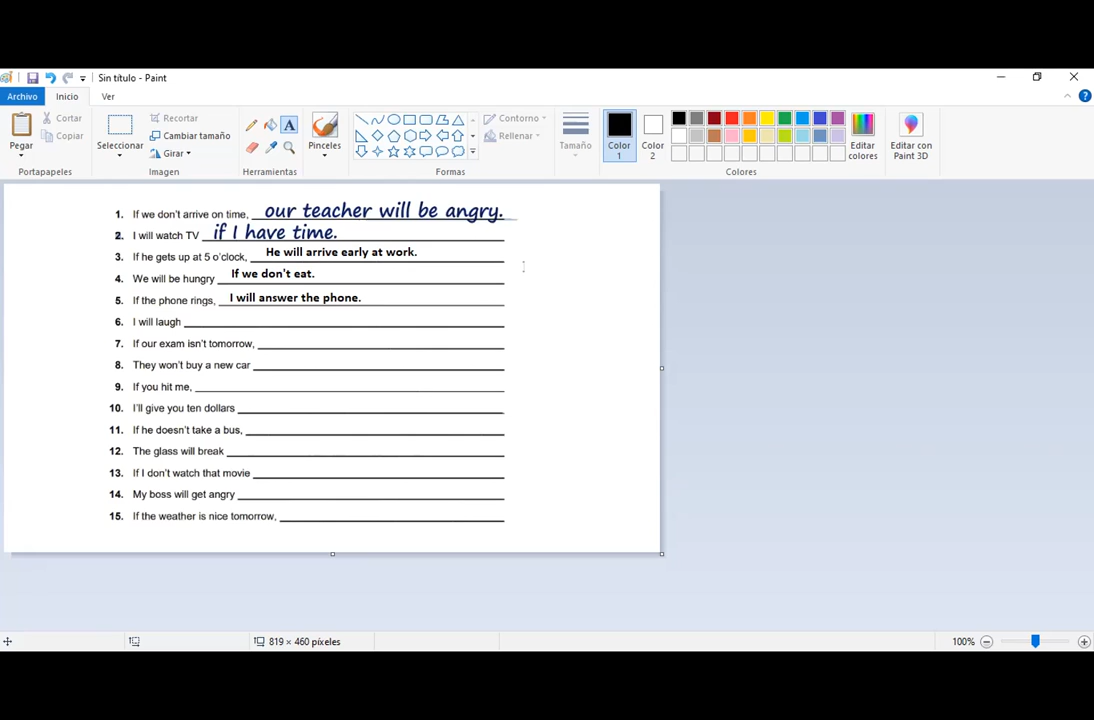 Sin título - Paint
Archivo Inicio Ver
Pegar
Cortar
Copiar
Portapapeles
Seleccionar
Recortar
Cambiar tamaño
Girar
Imagen
A
Herramientas
Pinceles
Formas
Contorno
Rellenar
Tamaño
Color 1
Color 2
Editar colores
Colores
Editar con Paint 3D
1. If we don't arrive on time, our teacher will be angry.
2. I will watch TV if I have time.
3. If he gets up at 5 o'clock, He will arrive early at work.
4. We will be hungry If we don't eat.
5. If the phone rings, I will answer the phone.
6. I will laugh
7. If our exam isn't tomorrow,
8. They won't buy a new car
9. If you hit me,
10. I'll give you ten dollars
11. If he doesn't take a bus,
12. The glass will break
13. If I don't watch that movie
14. My boss will get angry
15. If the weather is nice tomorrow,
819 × 460 píxeles
100%